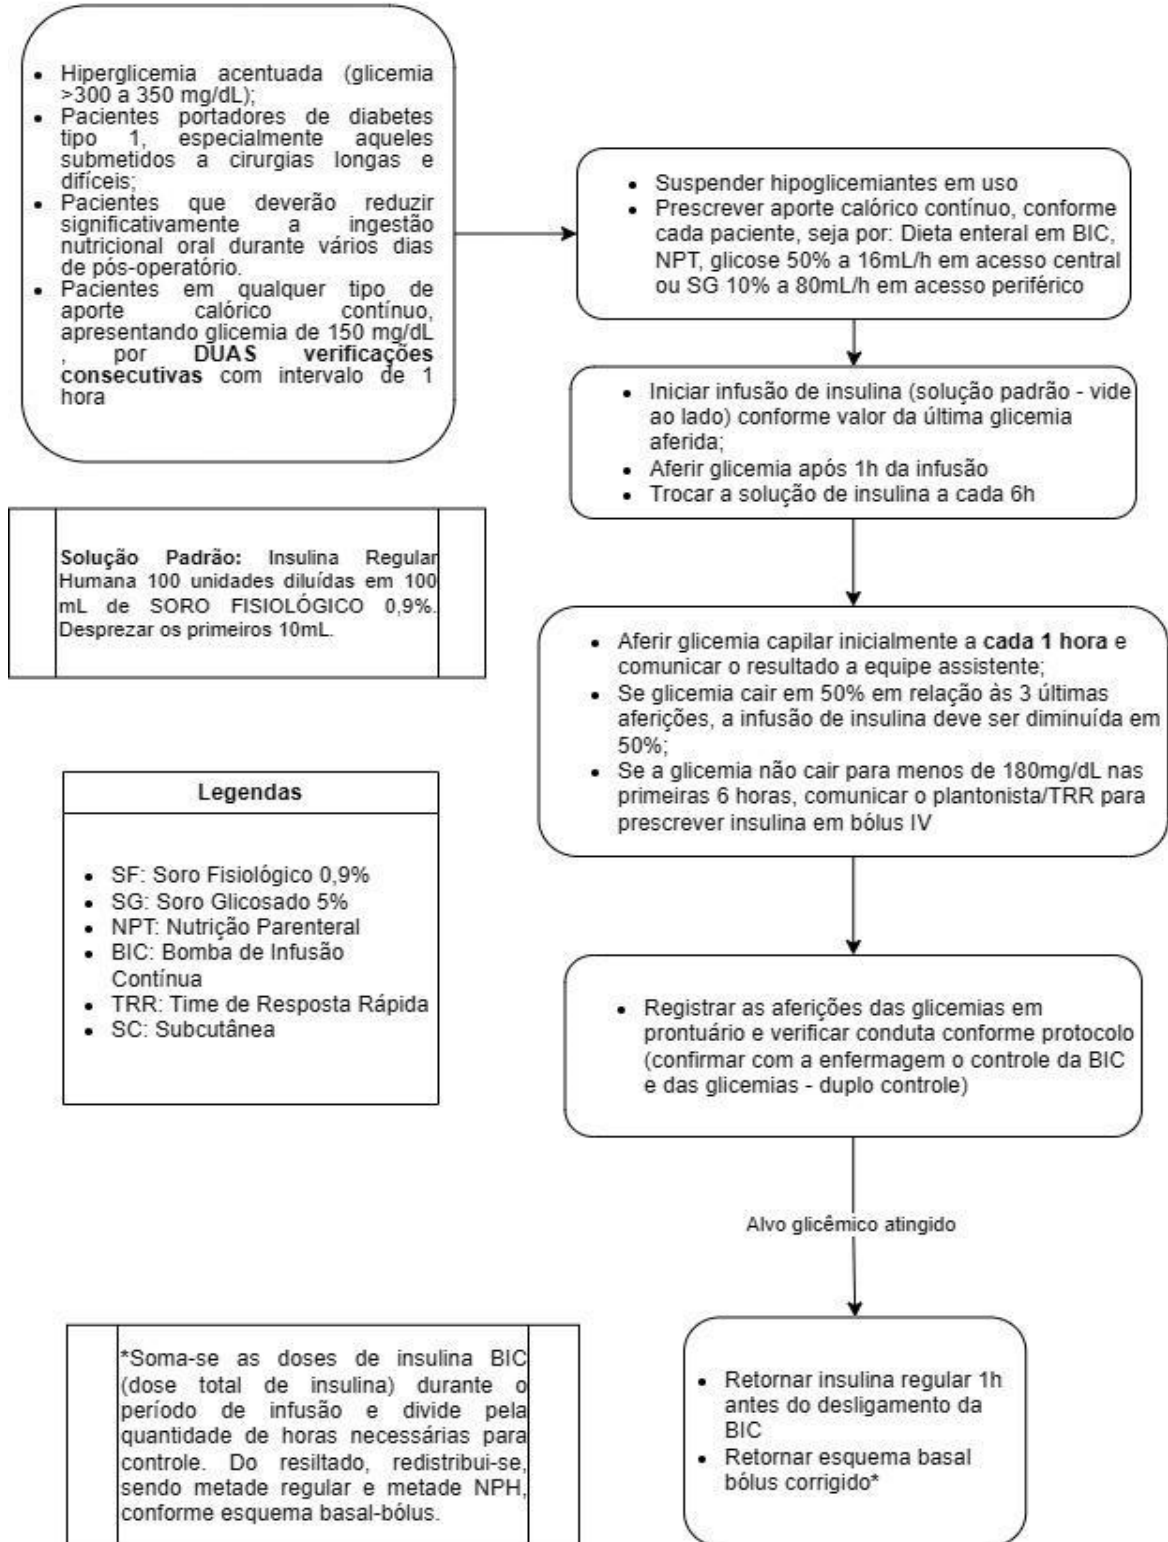 Hiperglicemia acentuada (glicemia
>300 a 350 mg/dL);
Pacientes portadores de diabetes
tipo 1, especialmente aqueles
submetidos a cirurgias longas e
difíceis;
Pacientes que deverão reduzir
significativamente a ingestão
nutricional oral durante vários dias
de pós-operatório.
Pacientes em qualquer tipo de
aporte calórico contínuo,
apresentando glicemia de 150 mg/dL
, por DUAS verificações
consecutivas com intervalo de 1
hora
Suspender hipoglicemiantes em uso
Prescrever aporte calórico contínuo, conforme
cada paciente, seja por: Dieta enteral em BIC,
NPT, glicose 50% a 16mL/h em acesso central
ou SG 10% a 80mL/h em acesso periférico
Iniciar infusão de insulina (solução padrão - vide
ao lado) conforme valor da última glicemia
aferida;
Aferir glicemia após 1h da infusão
Trocar a solução de insulina a cada 6h
Solução Padrão: Insulina Regular
Humana 100 unidades diluídas em 100
mL de SORO FISIOLÓGICO 0,9%.
Desprezar os primeiros 10mL.
Aferir glicemia capilar inicialmente a cada 1 hora e
comunicar o resultado a equipe assistente;
Se glicemia cair em 50% em relação às 3 últimas
aferições, a infusão de insulina deve ser diminuída em
50%;
Se a glicemia não cair para menos de 180mg/dL nas
primeiras 6 horas, comunicar o plantonista/TRR para
prescrever insulina em bólus IV
Legendas
SF: Soro Fisiológico 0,9%
SG: Soro Glicosado 5%
NPT: Nutrição Parenteral
BIC: Bomba de Infusão
Contínua
TRR: Time de Resposta Rápida
SC: Subcutânea
Registrar as aferições das glicemias em
prontuário e verificar conduta conforme protocolo
(confirmar com a enfermagem o controle da BIC
e das glicemias - duplo controle)
Alvo glicêmico atingido
*Soma-se as doses de insulina BIC
(dose total de insulina) durante o
período de infusão e divide pela
quantidade de horas necessárias para
controle. Do resiltado, redistribui-se,
sendo metade regular e metade NPH,
conforme esquema basal-bólus.
Retornar insulina regular 1h
antes do desligamento da
BIC
Retornar esquema basal
bólus corrigido*